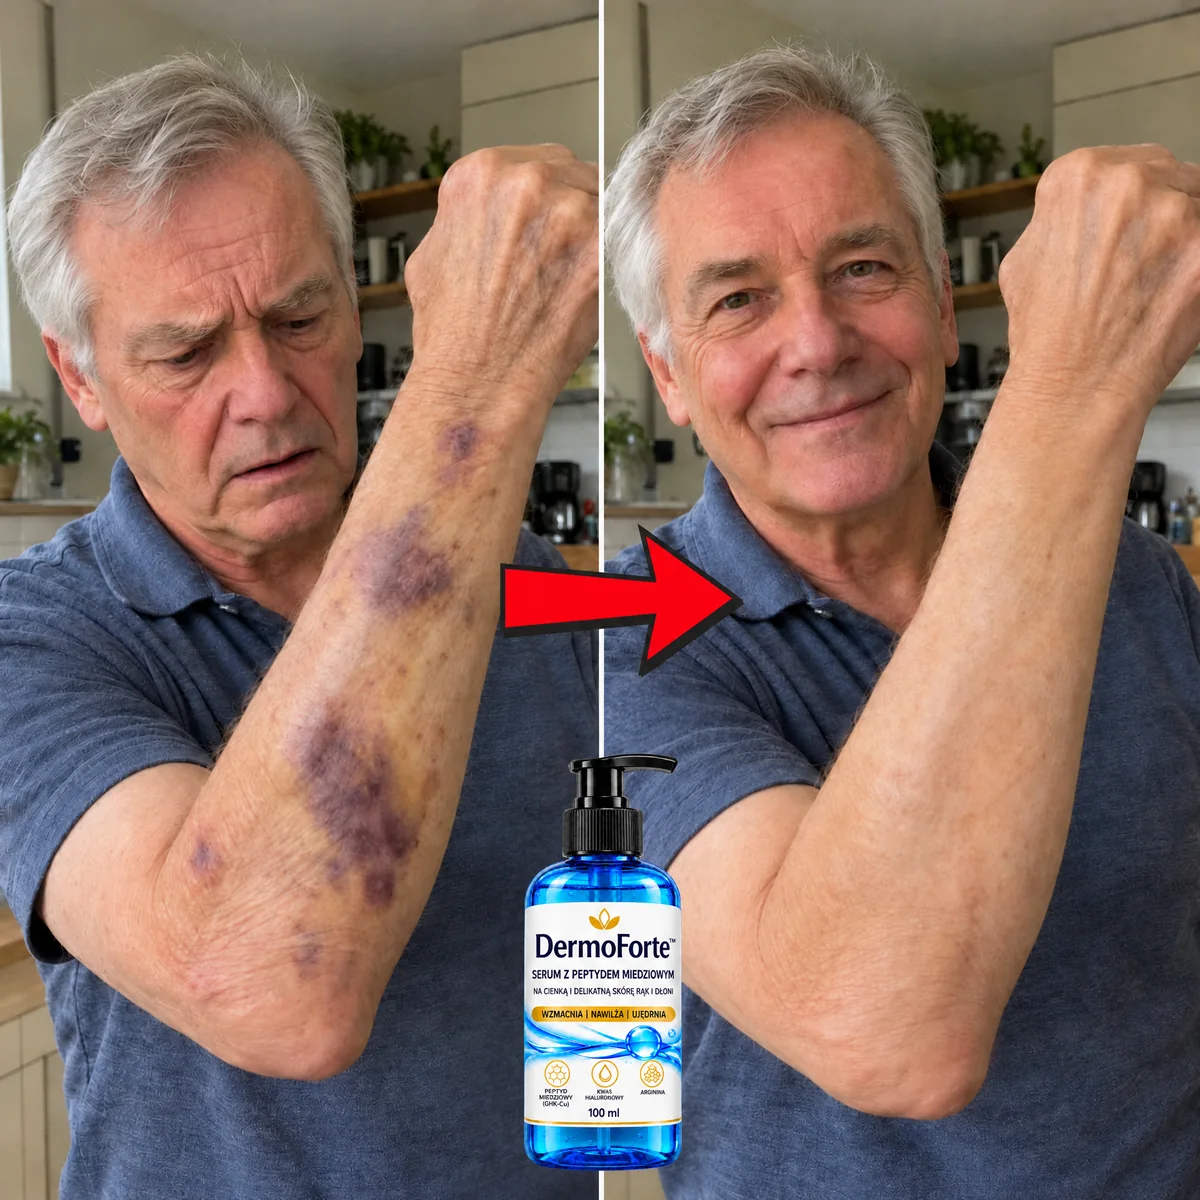 DermoForte™
SERUM Z PEPTYDEM MIEDZIOWYM
NA CIENKĄ I DELIKATNĄ SKÓRĘ RĄK I DŁONI
WZMACNIA | NAWILŻA | UJĘDRNIA
PEPTYD
MIEDZIOWY
(GHK-Cu)
KWAS
HIALURONOWY
ARGININA
100 ml